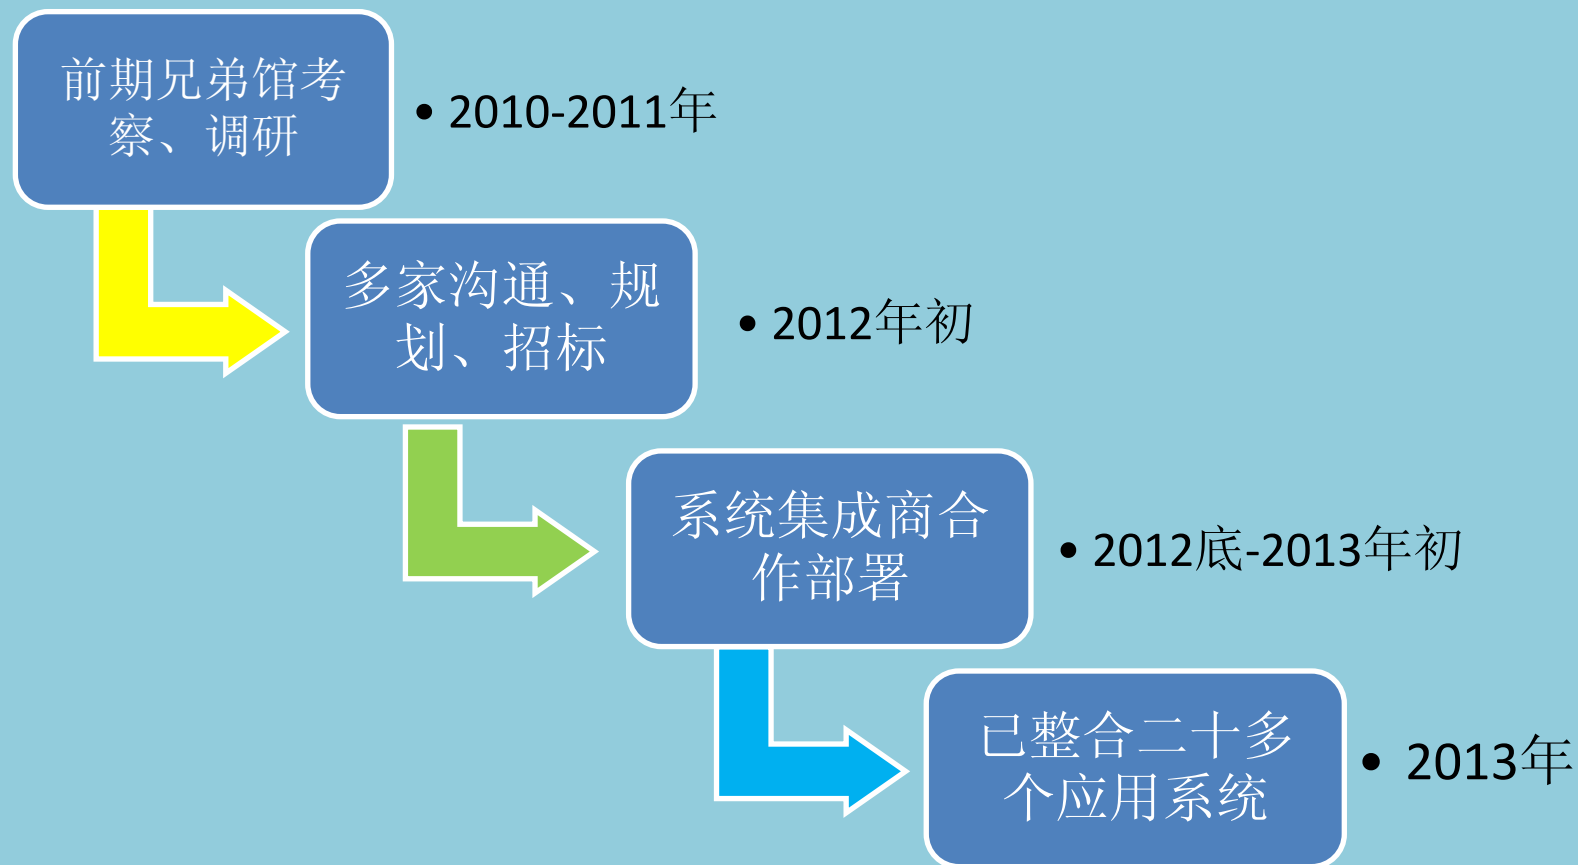 前期兄弟馆考
察、调研
• 2010-2011年
多家沟通、规
划、招标
• 2012年初
系统集成商合
作部署
• 2012底-2013年初
已整合二十多
个应用系统
• 2013年